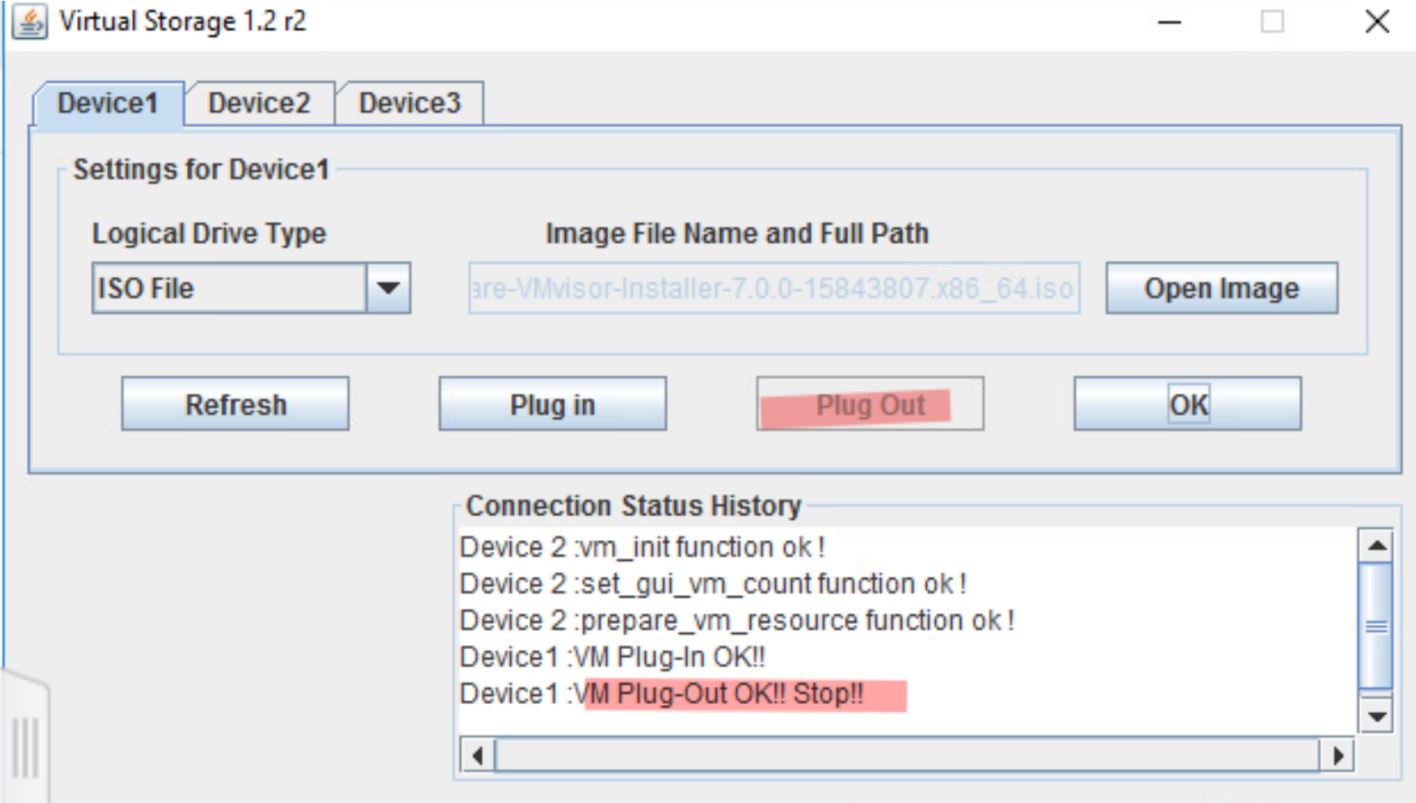 Virtual Storage 1.2 r2
Device1 Device2 Device3
Settings for Device1
Logical Drive Type Image File Name and Full Path
ISO File are-VMvisor-Installer-7.0.0-15843807.x86_64.iso Open Image
Refresh Plug in Plug Out OK
Connection Status History
Device 2 :vm_init function ok !
Device 2 :set_gui_vm_count function ok !
Device 2 :prepare_vm_resource function ok !
Device1 :VM Plug-In OK!!
Device1 :VM Plug-Out OK!! Stop!!